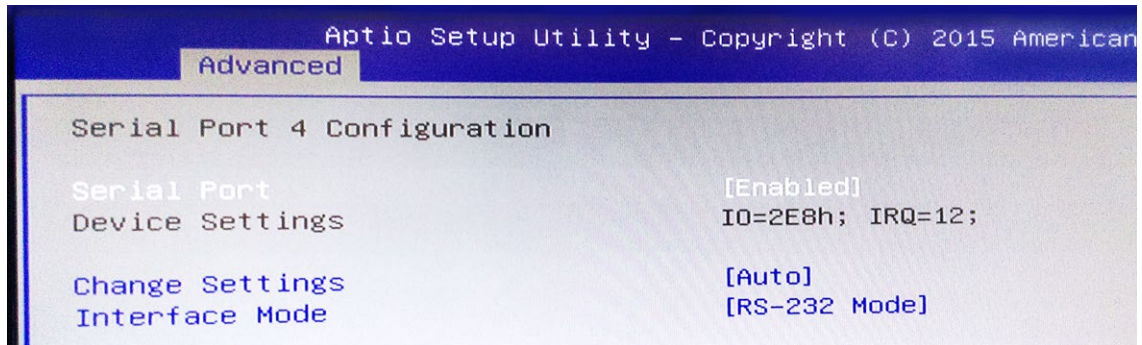 Aptio Setup Utility – Copyright (C) 2015 American
Advanced
Serial Port 4 Configuration
Serial Port [Enabled]
Device Settings IO=2E8h; IRQ=12;
Change Settings [Auto]
Interface Mode [RS-232 Mode]